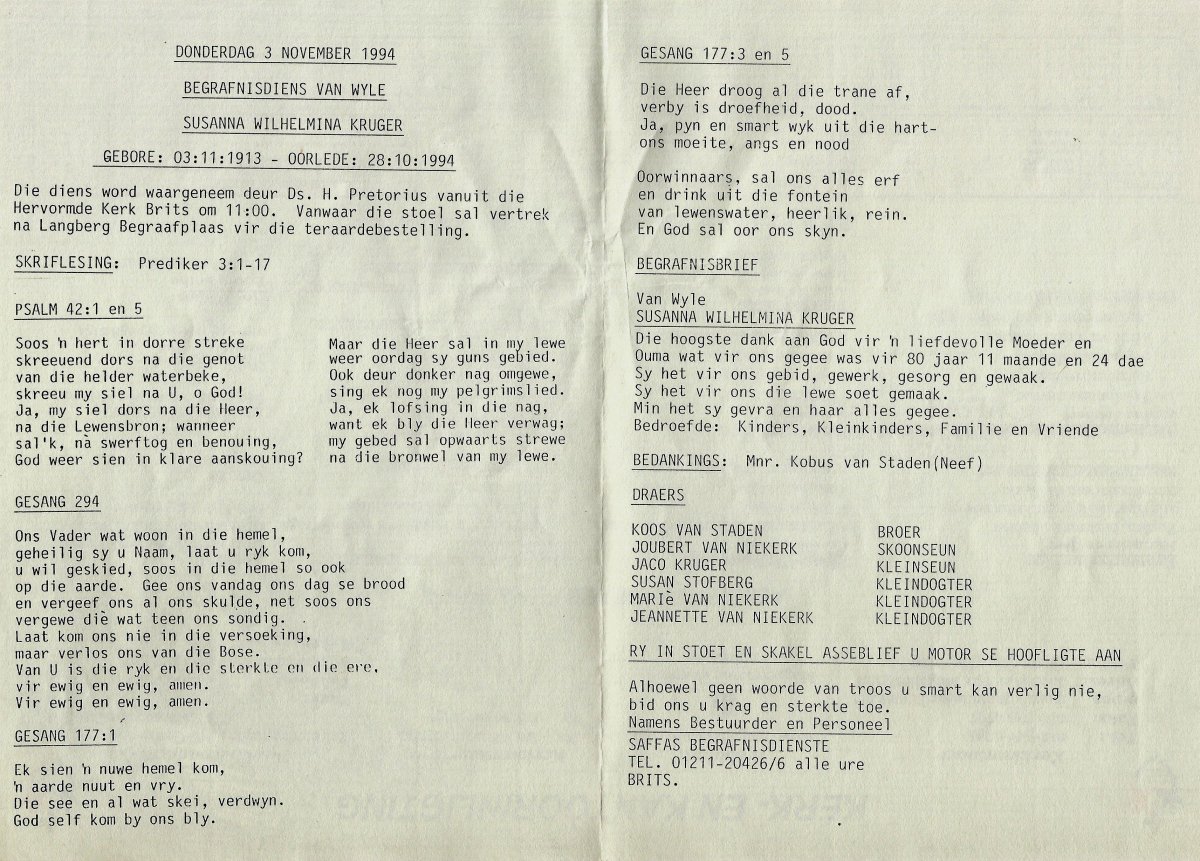 DONDERDAG 3 NOVEMBER 1994
BEGRAFNISDIENS VAN WYLE
SUSANNA WILHELMINA KRUGER
GEBORE: 03:11:1913 - OORLEDE: 28:10:1994
Die diens word waargeneem deur Ds. H. Pretorius vanuit die
Hervormde Kerk Brits om 11:00. Vanwaar die stoel sal vertrek
na Langberg Begraafplaas vir die teraardebestelling.
SKRIFLESING: Prediker 3:1-17
PSALM 42:1 en 5
Soos 'n hert in dorre streke
skreeuend dors na die genot
van die helder waterbeke,
skreeu my siel na U, o God!
Ja, my siel dors na die Heer,
na die Lewensbron; wanneer
sal'k, nà swerftog en benouing,
God weer sien in klare aanskouing?
Maar die Heer sal in my lewe
weer oordag sy guns gebied.
Ook deur donker nag omgewe,
sing ek nog my pelgrimslied.
Ja, ek lofsing in die nag,
want ek bly die Heer verwag;
my gebed sal opwaarts strewe
na die bronwel van my lewe.
GESANG 294
Ons Vader wat woon in die hemel,
geheilig sy u Naam, laat u ryk kom,
u wil geskied, soos in die hemel so ook
op die aarde. Gee ons vandag ons dag se brood
en vergeef ons al ons skulde, net soos ons
vergewe diè wat teen ons sondig.
Laat kom ons nie in die versoeking,
maar verlos ons van die Bose.
Van U is die ryk en die sterkte en die ere,
vir ewig en ewig, amen.
Vir ewig en ewig, amen.
GESANG 177:1
Ek sien 'n nuwe hemel kom,
'n aarde nuut en vry.
Die see en al wat skei, verdwyn.
God self kom by ons bly.
GESANG 177:3 en 5
Die Heer droog al die trane af,
verby is droefheid, dood.
Ja, pyn en smart wyk uit die hart-
ons moeite, angs en nood
Oorwinnaars, sal ons alles erf
en drink uit die fontein
van lewenswater, heerlik, rein.
En God sal oor ons skyn.
BEGRAFNISBRIEF
Van Wyle
SUSANNA WILHELMINA KRUGER
Die hoogste dank aan God vir 'n liefdevolle Moeder en
Ouma wat vir ons gegee was vir 80 jaar 11 maande en 24 dae
Sy het vir ons gebid, gewerk, gesorg en gewaak.
Sy het vir ons die lewe soet gemaak.
Min het sy gevra en haar alles gegee.
Bedroefde: Kinders, Kleinkinders, Familie en Vriende
BEDANKINGS: Mnr. Kobus van Staden(Neef)
DRAERS
KOOS VAN STADEN BROER
JOUBERT VAN NIEKERK SKOONSEUN
JACO KRUGER KLEINSEUN
SUSAN STOFBERG KLEINDOGTER
MARIè VAN NIEKERK KLEINDOGTER
JEANNETTE VAN NIEKERK KLEINDOGTER
RY IN STOET EN SKAKEL ASSEBLIEF U MOTOR SE HOOFLIGTE AAN
Alhoewel geen woorde van troos u smart kan verlig nie,
bid ons u krag en sterkte toe.
Namens Bestuurder en Personeel
SAFFAS BEGRAFNISDIENSTE
TEL. 01211-20426/6 alle ure
BRITS.